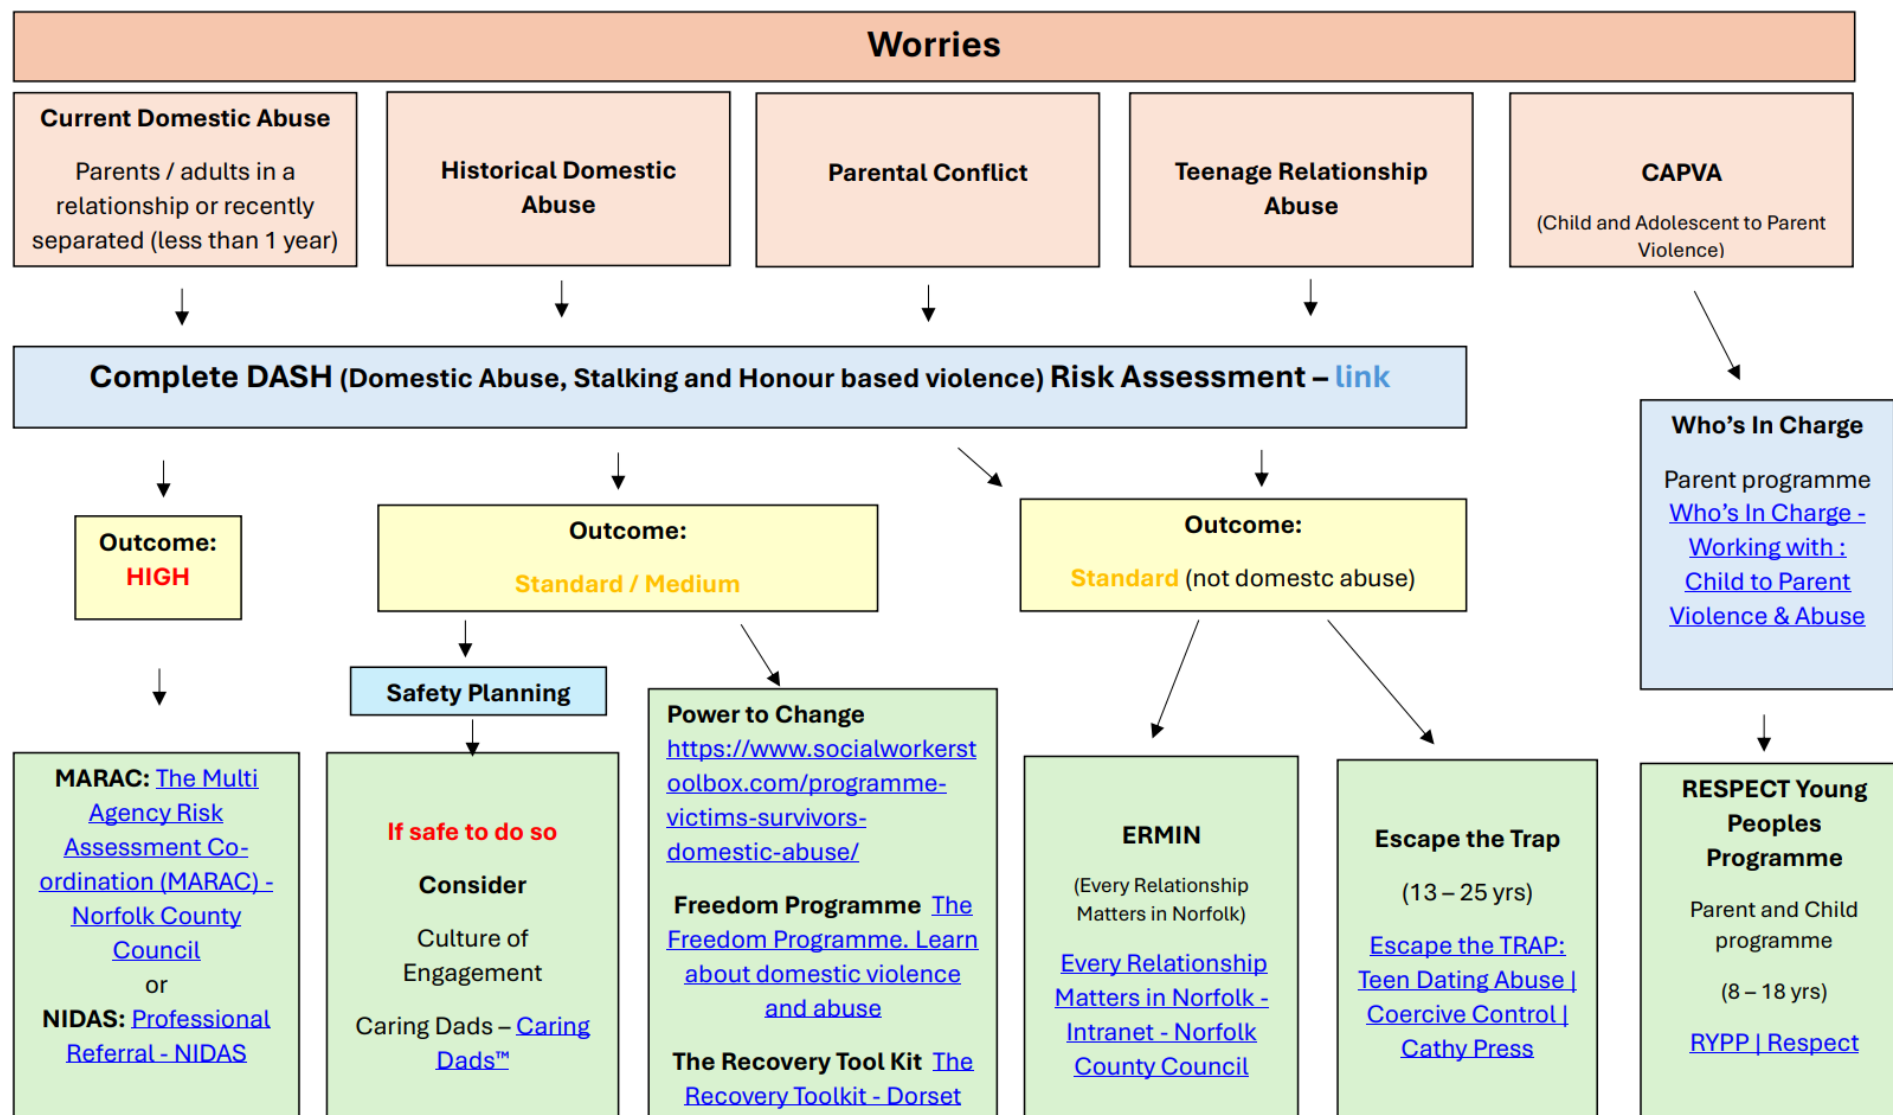 Worries
Current Domestic Abuse
Parents / adults in a
relationship or recently
separated (less than 1 year)
Historical Domestic
Abuse
Parental Conflict
Teenage Relationship
Abuse
CAPVA
(Child and Adolescent to Parent
Violence)
Complete DASH (Domestic Abuse, Stalking and Honour based violence) Risk Assessment – link
Outcome:
HIGH
Outcome:
Standard / Medium
Outcome:
Standard (not domestc abuse)
Who's In Charge
Parent programme
Who's In Charge -
Working with :
Child to Parent
Violence & Abuse
Safety Planning
MARAC: The Multi
Agency Risk
Assessment Co-
ordination (MARAC) -
Norfolk County
Council
or
NIDAS: Professional
Referral - NIDAS
If safe to do so
Consider
Culture of
Engagement
Caring Dads – Caring
Dads™
Power to Change
https://www.socialworkerst
oolbox.com/programme-
victims-survivors-
domestic-abuse/
Freedom Programme The
Freedom Programme. Learn
about domestic violence
and abuse
The Recovery Tool Kit The
Recovery Toolkit - Dorset
ERMIN
(Every Relationship
Matters in Norfolk)
Every Relationship
Matters in Norfolk -
Intranet - Norfolk
County Council
Escape the Trap
(13 – 25 yrs)
Escape the TRAP:
Teen Dating Abuse |
Coercive Control |
Cathy Press
RESPECT Young
Peoples
Programme
Parent and Child
programme
(8 – 18 yrs)
RYPP | Respect